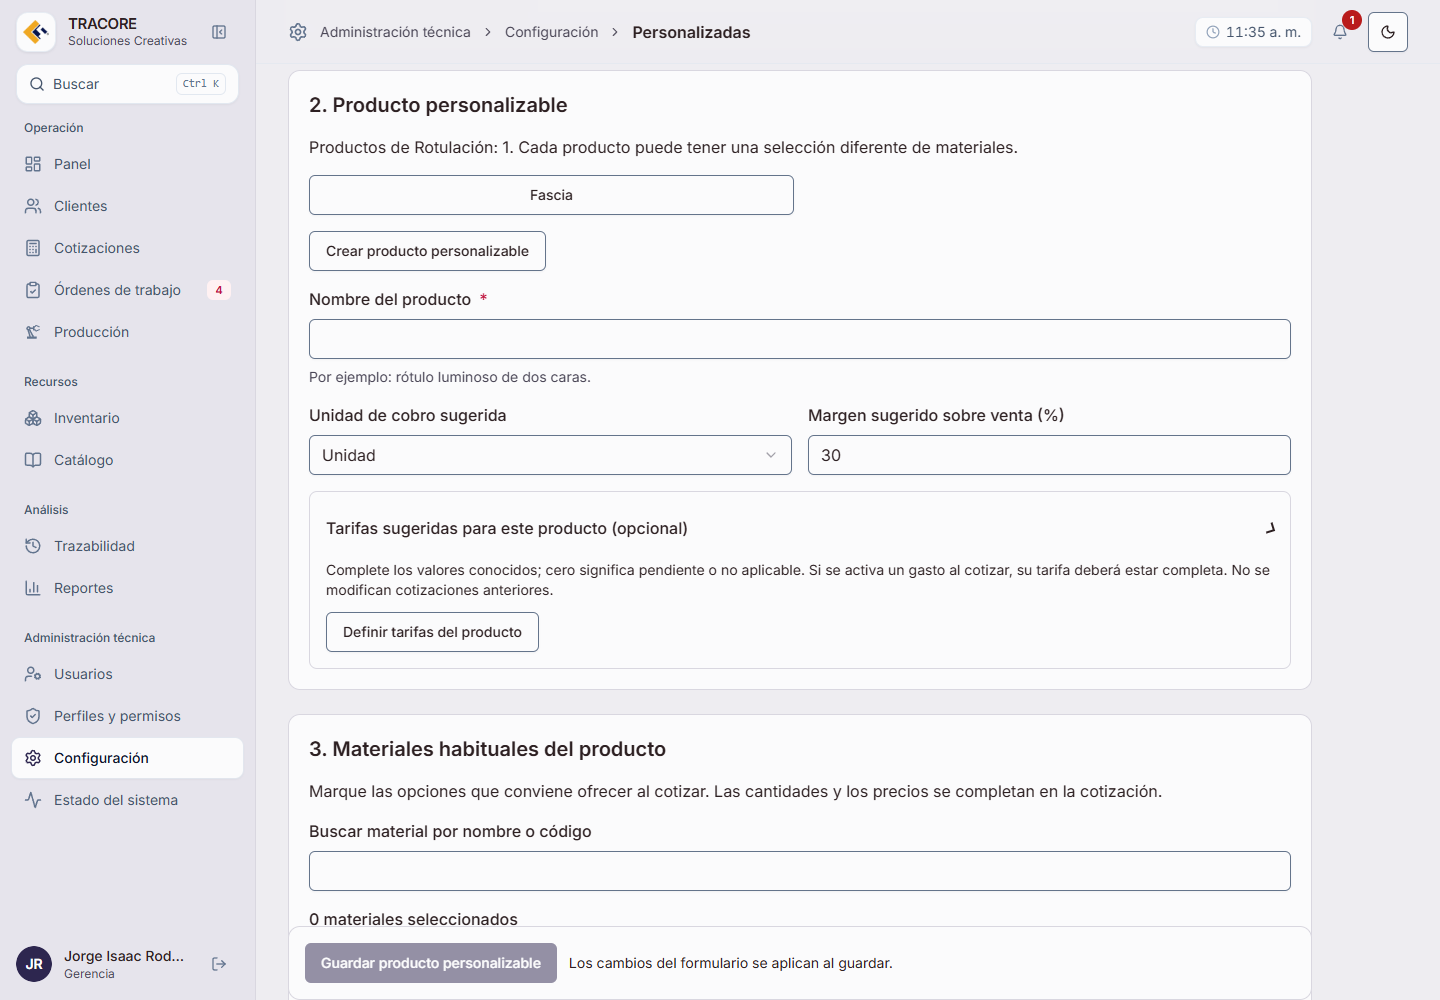 TRACORE
Soluciones Creativas
Buscar
Ctrl K
Operación
Panel
Clientes
Cotizaciones
Órdenes de trabajo
4
Producción
Recursos
Inventario
Catálogo
Análisis
Trazabilidad
Reportes
Administración técnica
Usuarios
Perfiles y permisos
Configuración
Estado del sistema
JR
Jorge Isaac Rod...
Gerencia
Administración técnica
Configuración
Personalizadas
11:35 a. m.
1
2. Producto personalizable
Productos de Rotulación: 1. Cada producto puede tener una selección diferente de materiales.
Fascia
Crear producto personalizable
Nombre del producto *
Por ejemplo: rótulo luminoso de dos caras.
Unidad de cobro sugerida
Unidad
Margen sugerido sobre venta (%)
30
Tarifas sugeridas para este producto (opcional)
Complete los valores conocidos; cero significa pendiente o no aplicable. Si se activa un gasto al cotizar, su tarifa deberá estar completa. No se
modifican cotizaciones anteriores.
Definir tarifas del producto
3. Materiales habituales del producto
Marque las opciones que conviene ofrecer al cotizar. Las cantidades y los precios se completan en la cotización.
Buscar material por nombre o código
0 materiales seleccionados
Guardar producto personalizable
Los cambios del formulario se aplican al guardar.